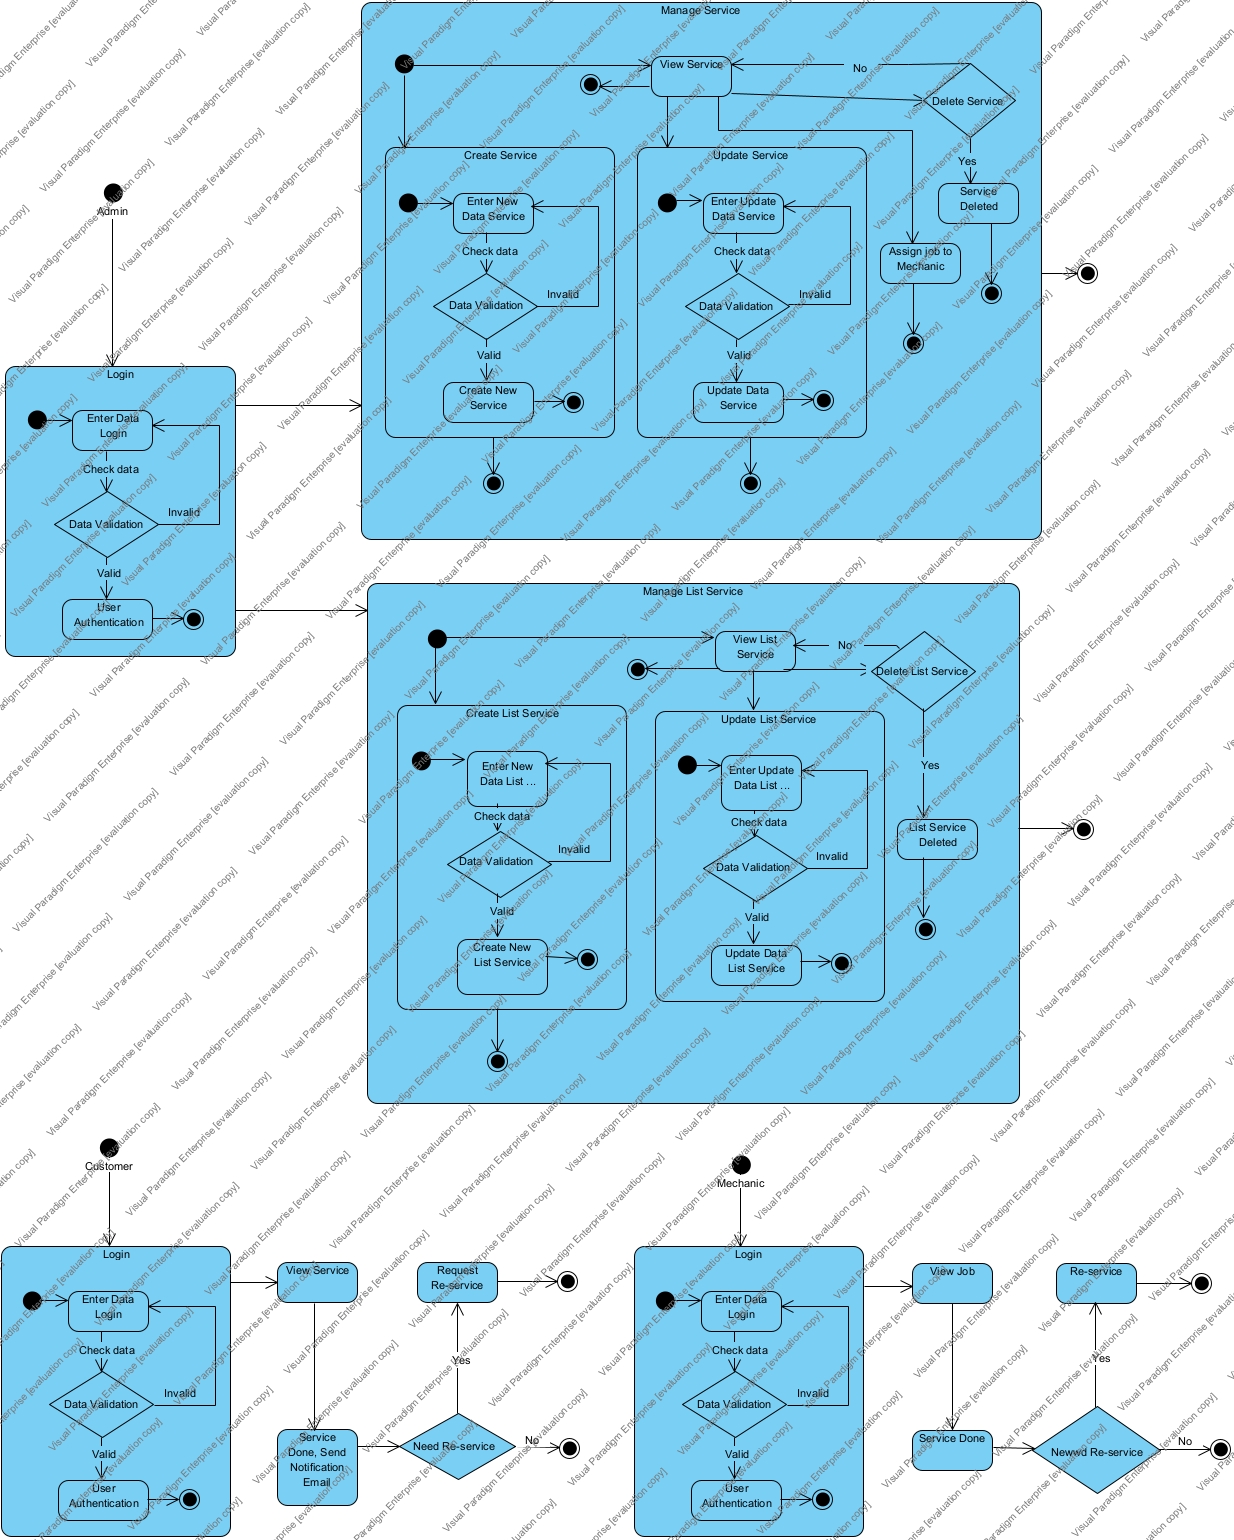 Manage Service
View Service
No
Delete Service
Yes
Service
Deleted
Assign job to
Mechanic
Create Service
Enter New
Data Service
Check data
Data Validation
Invalid
Valid
Create New
Service
Update Service
Enter Update
Data Service
Check data
Data Validation
Invalid
Valid
Update Data
Service
Admin
Login
Enter Data
Login
Check data
Data Validation
Invalid
Valid
User
Authentication
Manage List Service
View List
Service
No
Delete List Service
Yes
List Service
Deleted
Create List Service
Enter New
Data List ...
Check data
Data Validation
Invalid
Valid
Create New
List Service
Update List Service
Enter Update
Data List ...
Check data
Data Validation
Invalid
Valid
Update Data
List Service
Customer
Login
Enter Data
Login
Check data
Data Validation
Invalid
Valid
User
Authentication
View Service
Service
Done, Send
Notification
Email
Need Re-service
Yes
No
Request
Re-service
Mechanic
Login
Enter Data
Login
Check data
Data Validation
Invalid
Valid
User
Authentication
View Job
Service Done
Newwd Re-service
Yes
No
Re-service
Visual Paradigm Enterprise [evaluation copy]